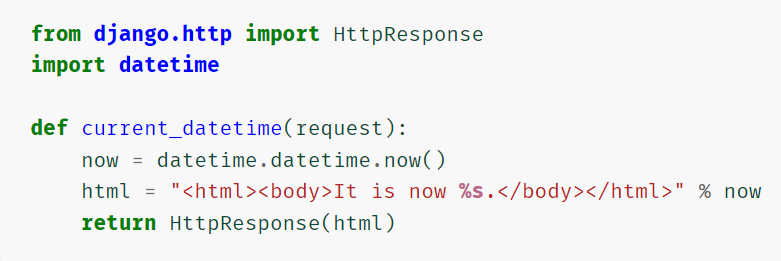 from django.http import HttpResponse
import datetime

def current_datetime(request):
    now = datetime.datetime.now()
    html = "<html><body>It is now %s.</body></html>" % now
    return HttpResponse(html)